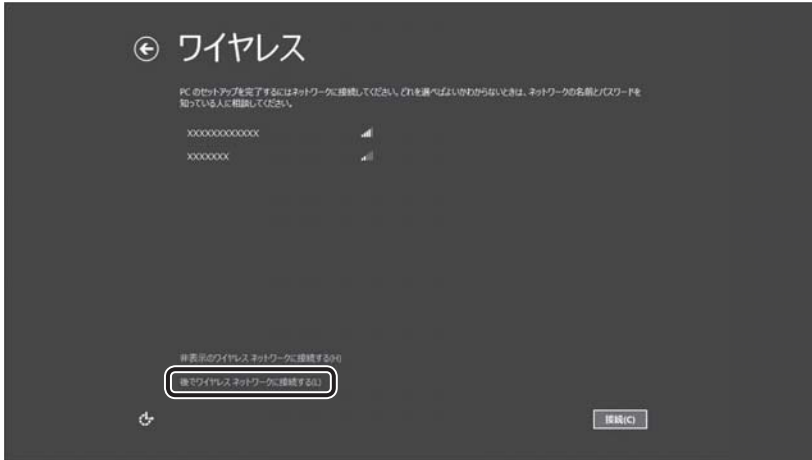 ワイヤレス
PC のセットアップを完了するにはネットワークに接続してください。どれを選べばよいかわからないときは、ネットワークの名前とパスワードを
知っている人に相談してください。
XXXXXXXXXXXX
XXXXXXX
非表示のワイヤレス ネットワークに接続する(H)
後でワイヤレス ネットワークに接続する(L)
接続(C)